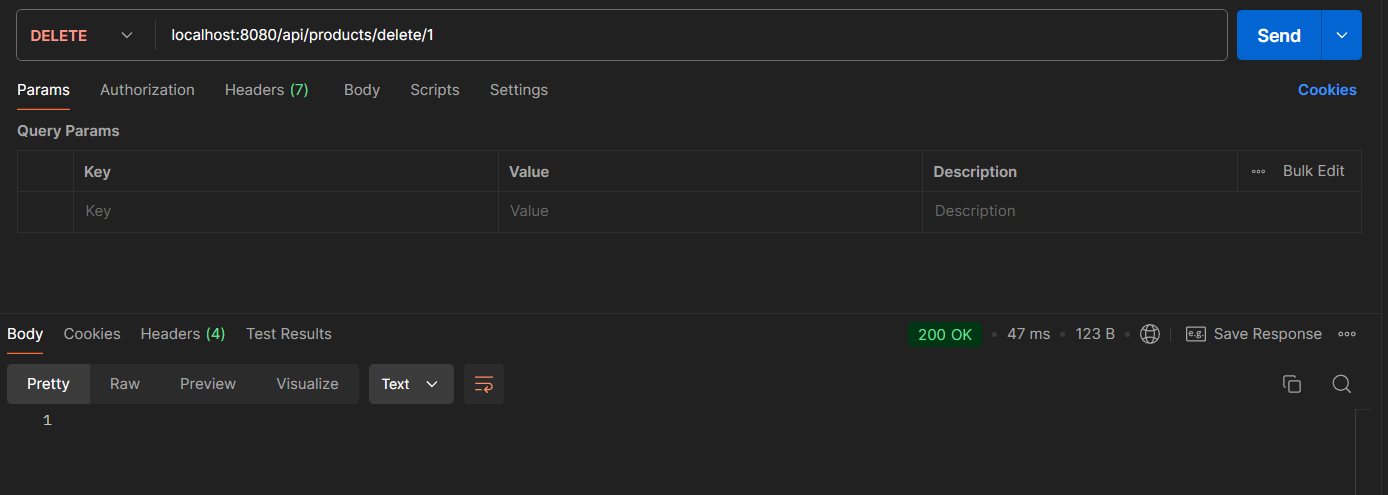 DELETE localhost:8080/api/products/delete/1 Send
Params Authorization Headers (7) Body Scripts Settings Cookies
Query Params
Key Value Description Bulk Edit
Key Value Description
Body Cookies Headers (4) Test Results 200 OK 47 ms 123 B e.g. Save Response
Pretty Raw Preview Visualize Text
1